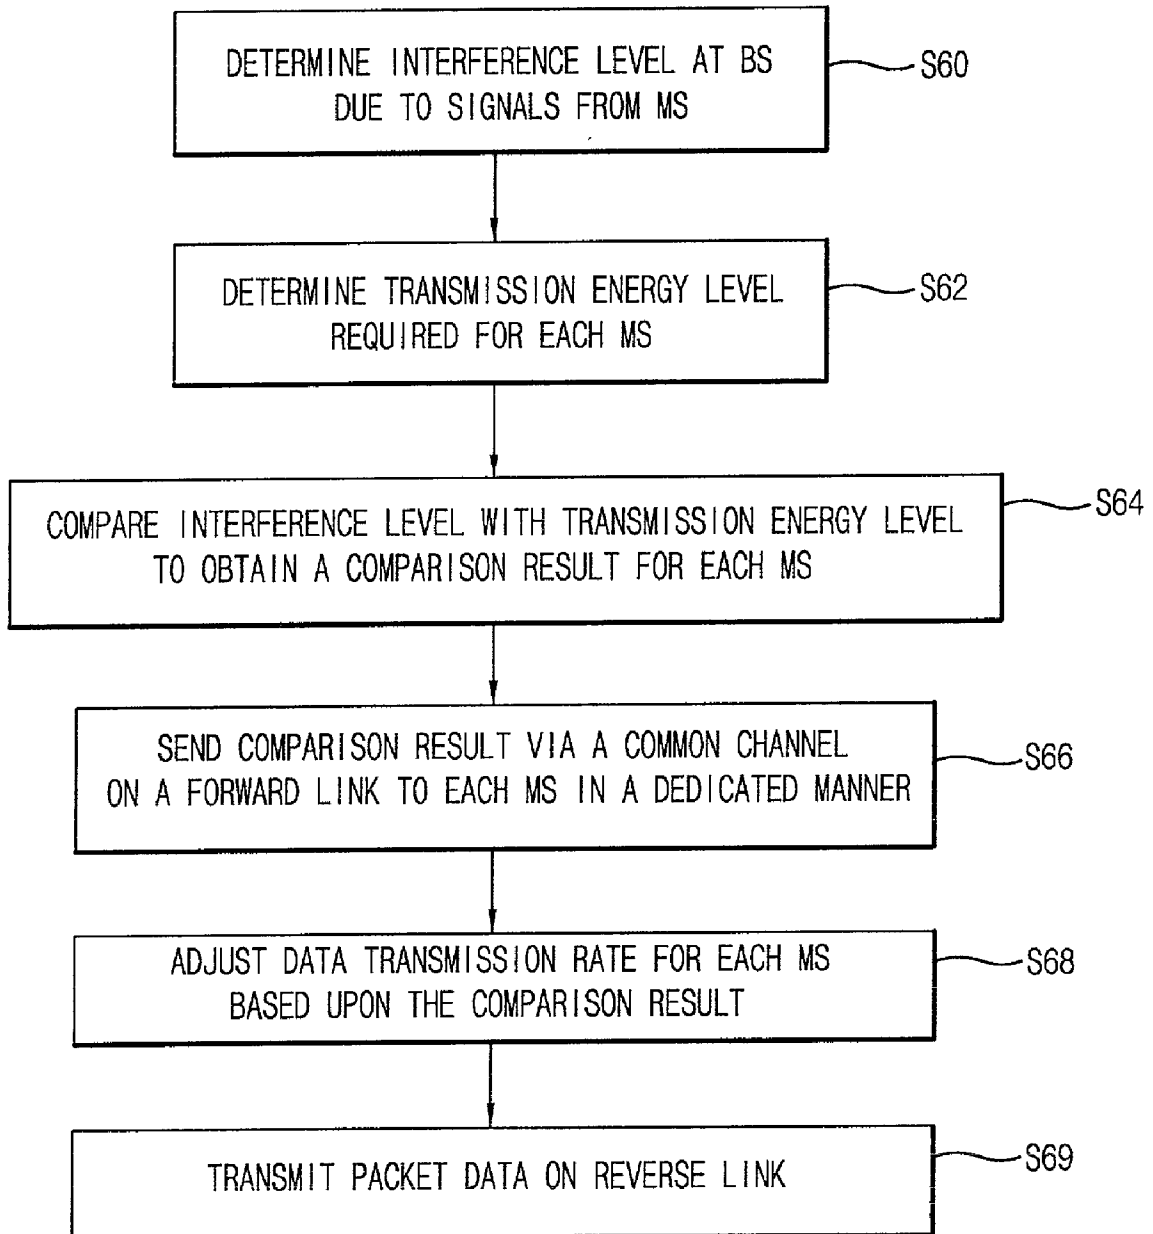 DETERMINE INTERFERENCE LEVEL AT BS
DUE TO SIGNALS FROM MS
S60
DETERMINE TRANSMISSION ENERGY LEVEL
REQUIRED FOR EACH MS
S62
COMPARE INTERFERENCE LEVEL WITH TRANSMISSION ENERGY LEVEL
TO OBTAIN A COMPARISON RESULT FOR EACH MS
S64
SEND COMPARISON RESULT VIA A COMMON CHANNEL
ON A FORWARD LINK TO EACH MS IN A DEDICATED MANNER
S66
ADJUST DATA TRANSMISSION RATE FOR EACH MS
BASED UPON THE COMPARISON RESULT
S68
TRANSMIT PACKET DATA ON REVERSE LINK
S69